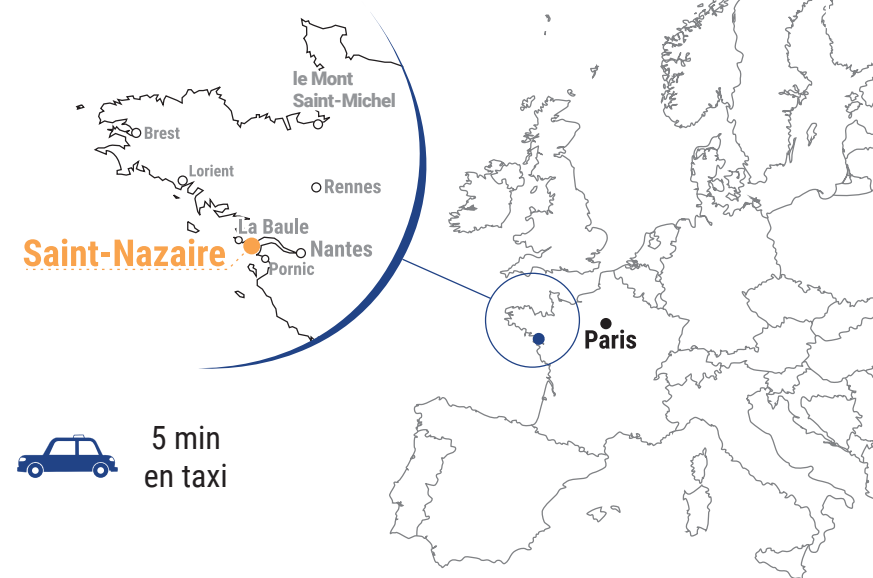 le Mont
Saint-Michel
Brest
Lorient
Rennes
La Baule
Saint-Nazaire
Nantes
Pornic
Paris
5 min
en taxi